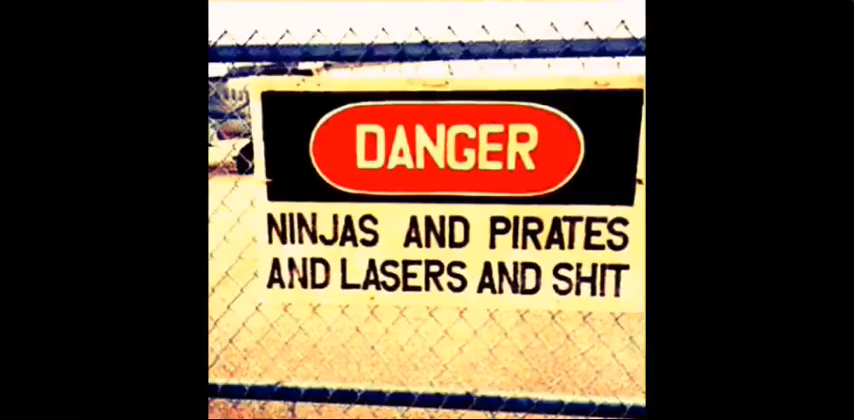 DANGER
NINJAS AND PIRATES
AND LASERS AND SHIT